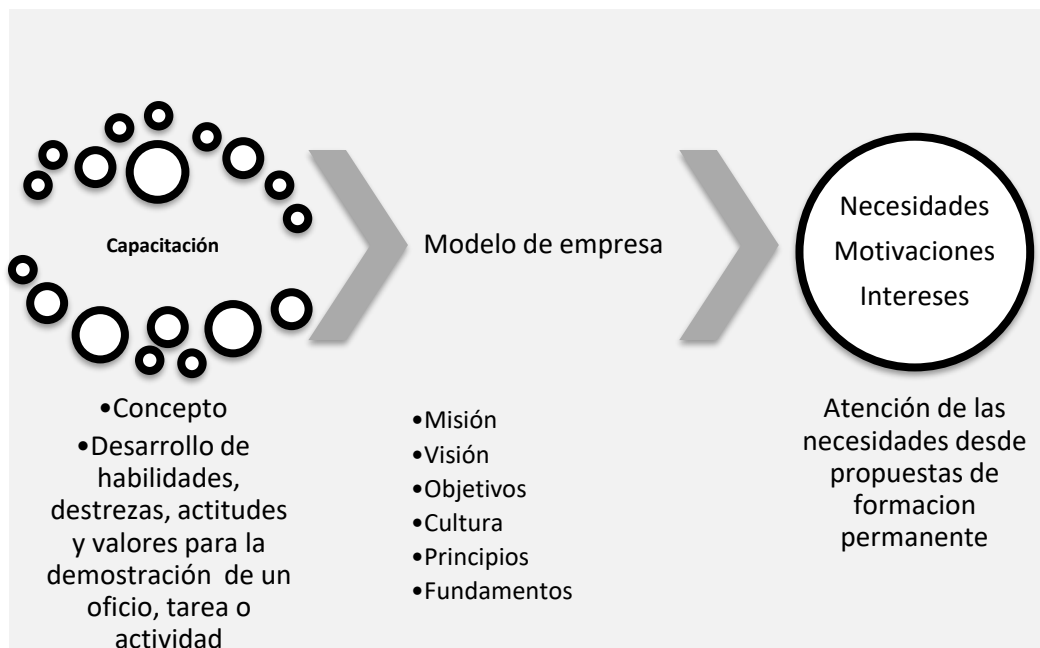 Capacitación
•Concepto
•Desarrollo de
habilidades,
destrezas, actitudes
y valores para la
demostración de un
oficio, tarea o
actividad
Modelo de empresa
•Misión
•Visión
•Objetivos
•Cultura
•Principios
•Fundamentos
Necesidades
Motivaciones
Intereses
Atención de las
necesidades desde
propuestas de
formacion
permanente